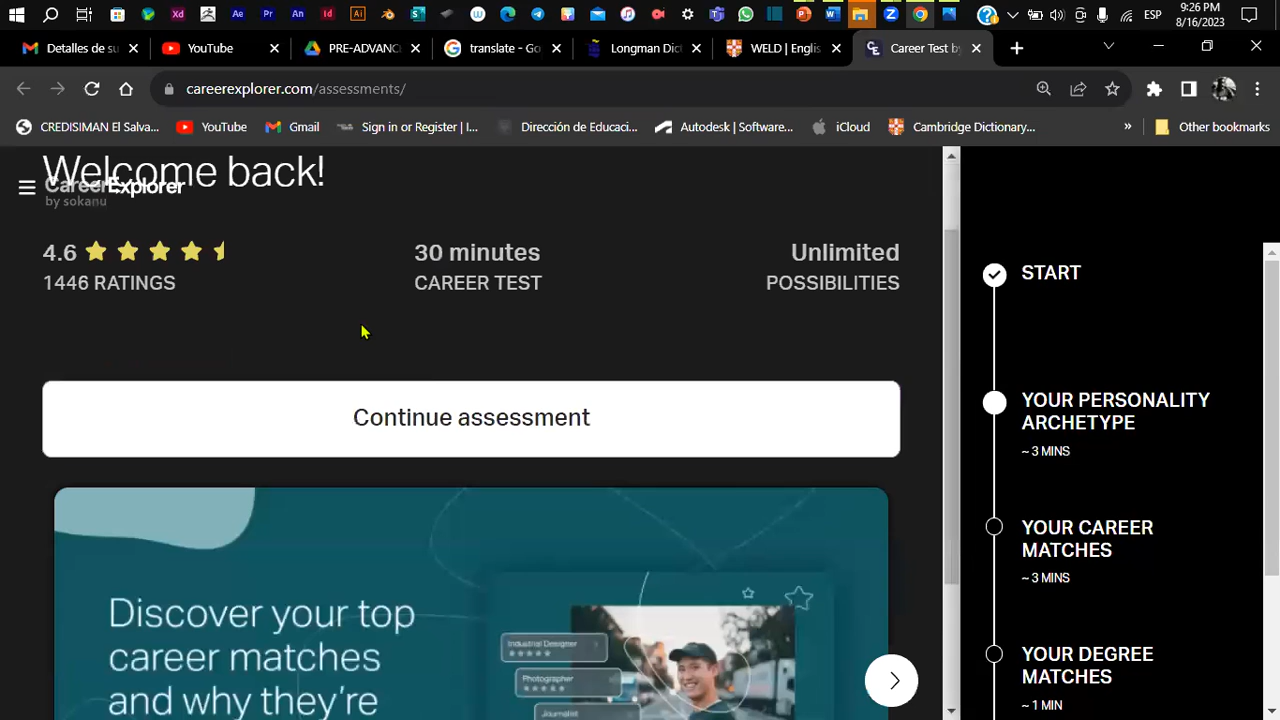 9:26 PM
ESP
8/16/2023
Detalles de su
YouTube
PRE-ADVANC
translate - Go
Longman Dict
WELD | Englis
Career Test by
careerexplorer.com/assessments/
CREDISIMAN El Salva...
YouTube
Gmail
Sign in or Register | I...
Dirección de Educaci...
Autodesk | Software...
iCloud
Cambridge Dictionary...
»
Other bookmarks
Welcome back!
CareerExplorer
by sokanu
4.6
1446 RATINGS
30 minutes
CAREER TEST
Unlimited
POSSIBILITIES
Continue assessment
Discover your top
career matches
and why they're
Industrial Designer
Photographer
Journalist
START
YOUR PERSONALITY
ARCHETYPE
~ 3 MINS
YOUR CAREER
MATCHES
~ 3 MINS
YOUR DEGREE
MATCHES
~ 1 MIN